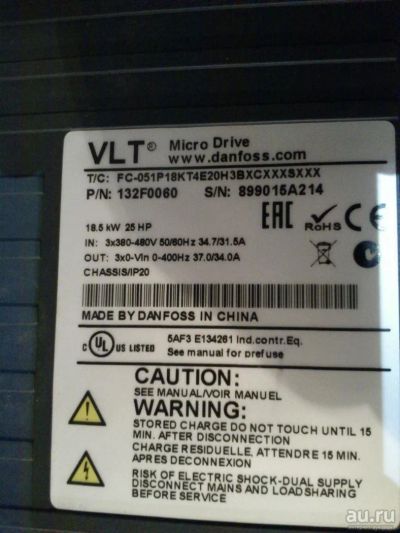 VLT® Micro Drive
www.danfoss.com
T/C: FC-051P18KT4E20H3BXCXXXSXXX
P/N: 132F0060 S/N: 899015A214
18.5 kW 25 HP
IN: 3x380-480V 50/60Hz 34.7/31.5A
OUT: 3x0-Vin 0-400Hz 37.0/34.0A
CHASSIS/IP20
EAC
RoHS
CE
MADE BY DANFOSS IN CHINA
C UL US LISTED 5AF3 E134261 Ind.contr.Eq.
See manual for prefuse
CAUTION:
SEE MANUAL/VOIR MANUEL
WARNING:
STORED CHARGE DO NOT TOUCH UNTIL 15
MIN. AFTER DISCONNECTION
CHARGE RESIDUELLE, ATTENDRE 15 MIN.
APRES DECONNEXION
RISK OF ELECTRIC SHOCK-DUAL SUPPLY
DISCONNECT MAINS AND LOADSHARING
BEFORE SERVICE
au.ru